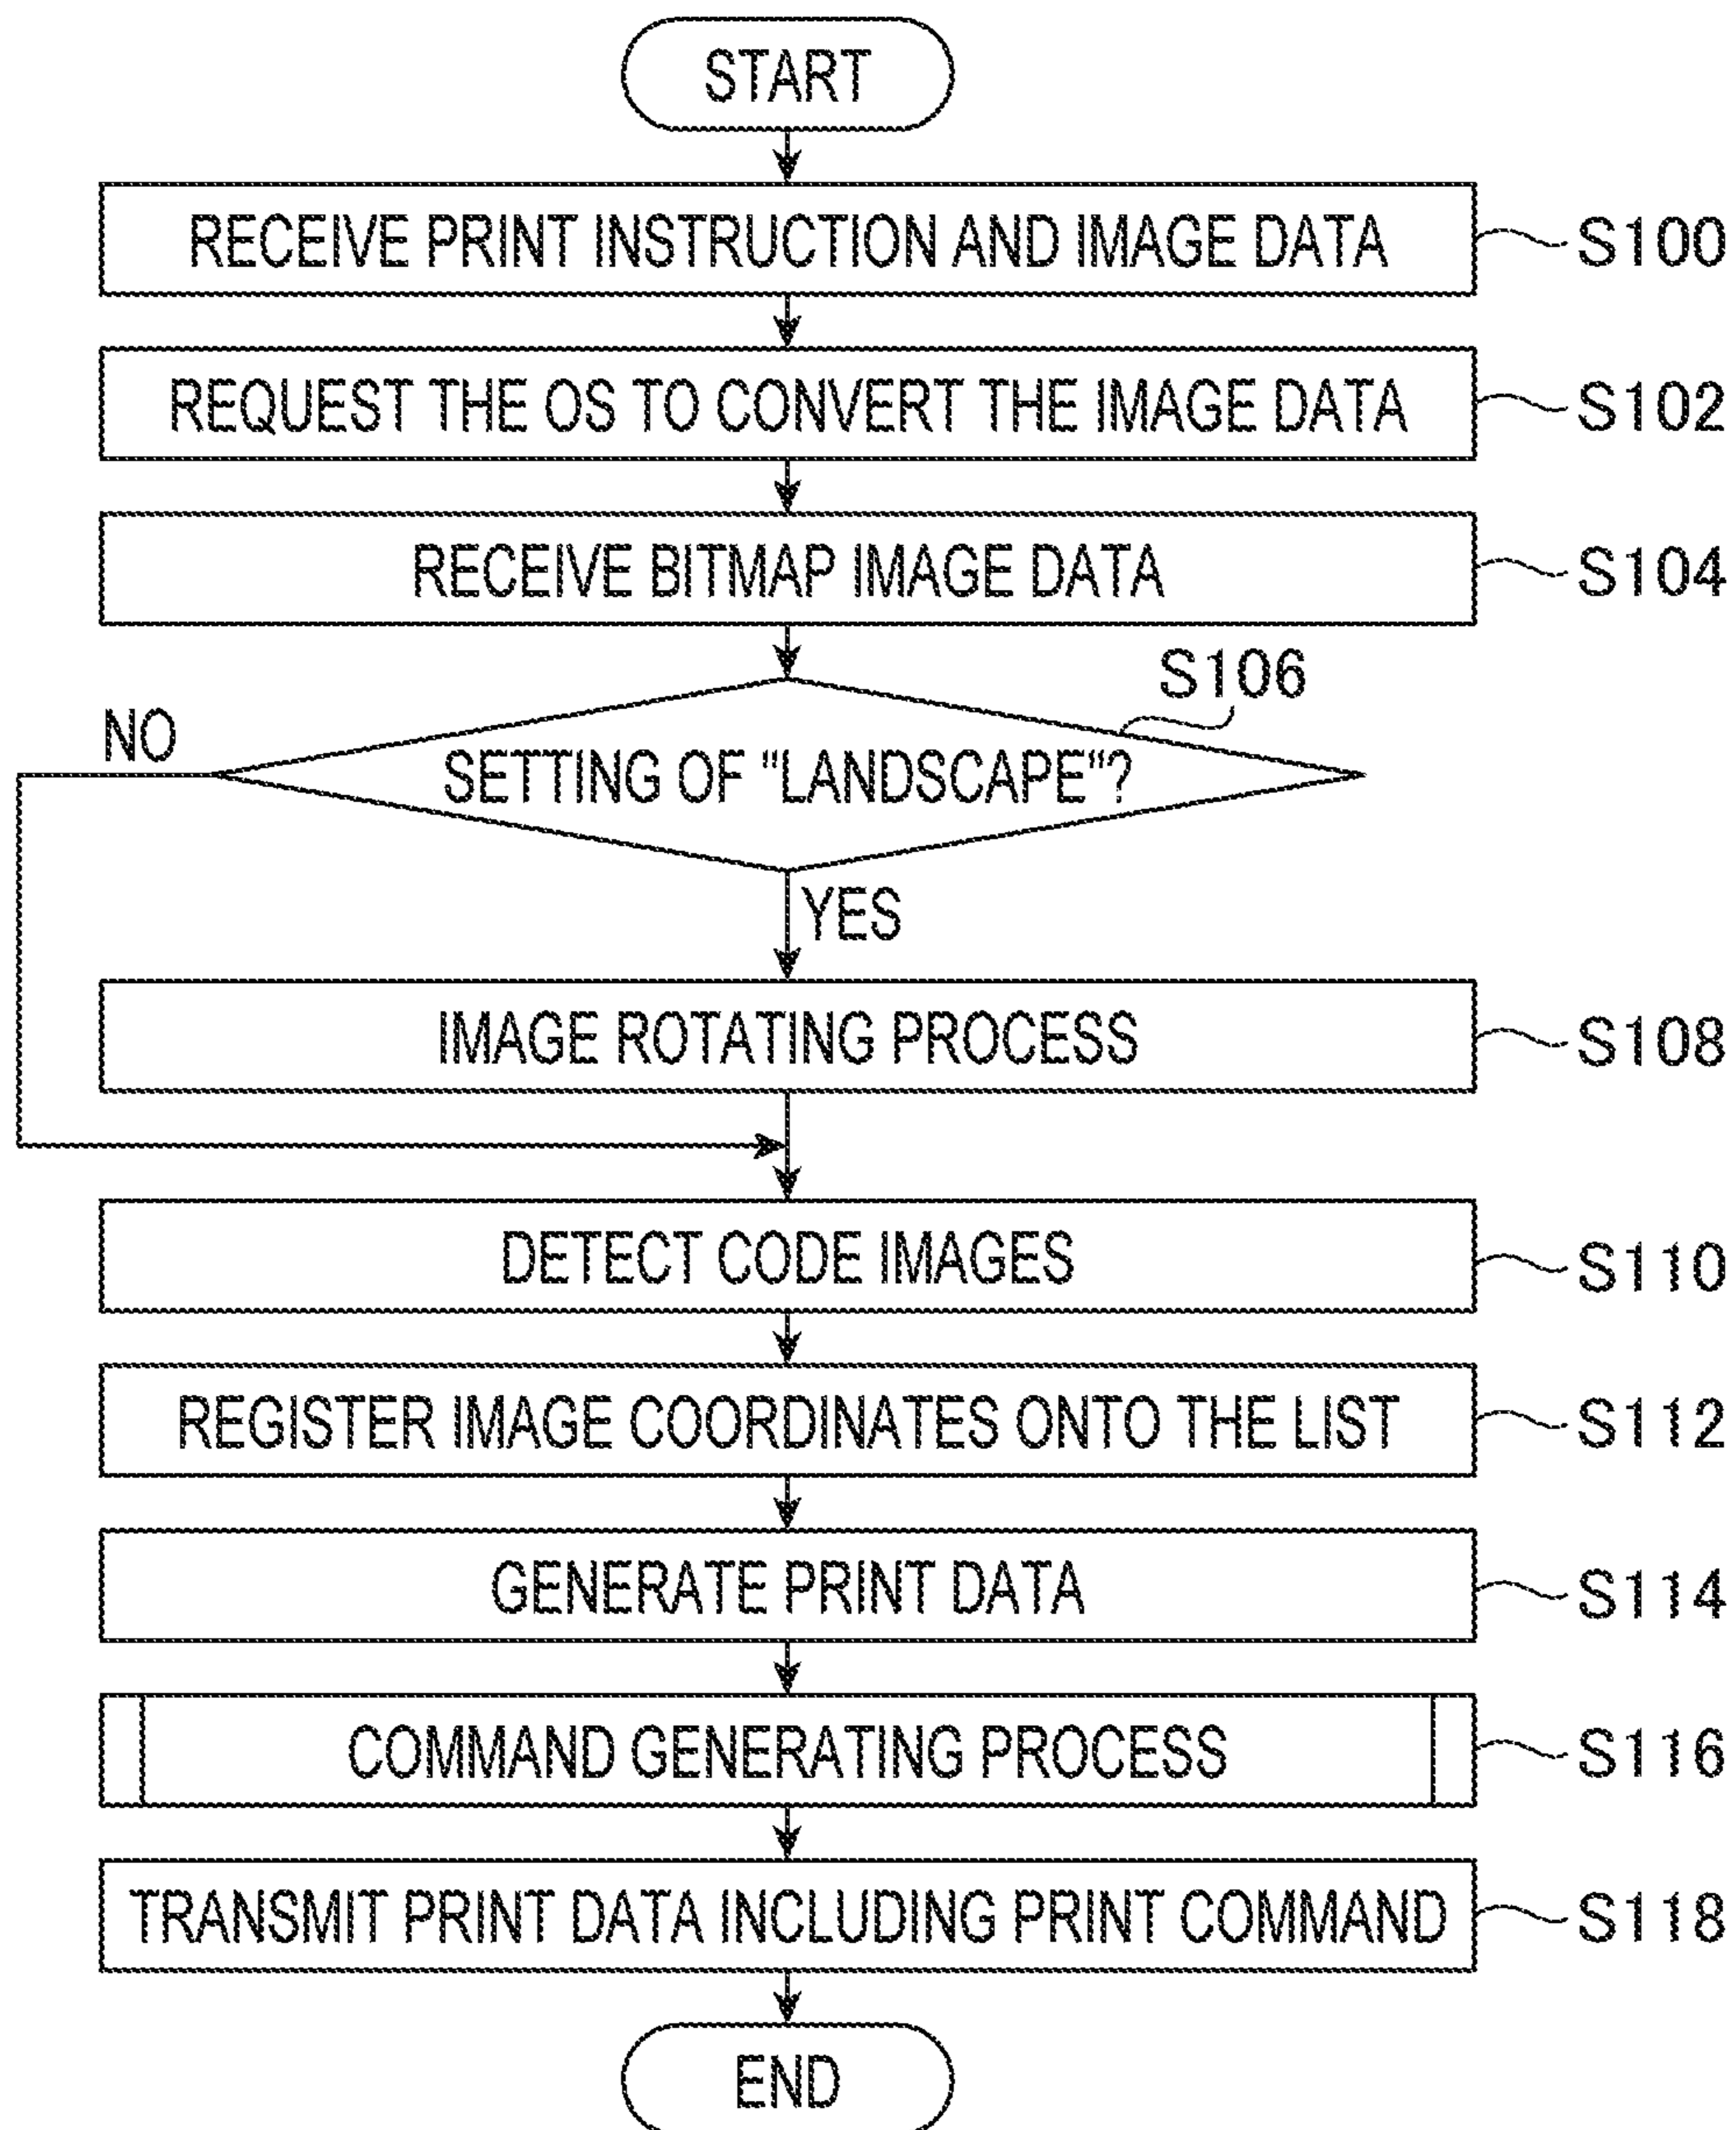 START
RECEIVE PRINT INSTRUCTION AND IMAGE DATA
S100
REQUEST THE OS TO CONVERT THE IMAGE DATA
S102
RECEIVE BITMAP IMAGE DATA
S104
S106
NO
SETTING OF "LANDSCAPE"?
YES
IMAGE ROTATING PROCESS
S108
DETECT CODE IMAGES
S110
REGISTER IMAGE COORDINATES ONTO THE LIST
S112
GENERATE PRINT DATA
S114
COMMAND GENERATING PROCESS
S116
TRANSMIT PRINT DATA INCLUDING PRINT COMMAND
S118
END